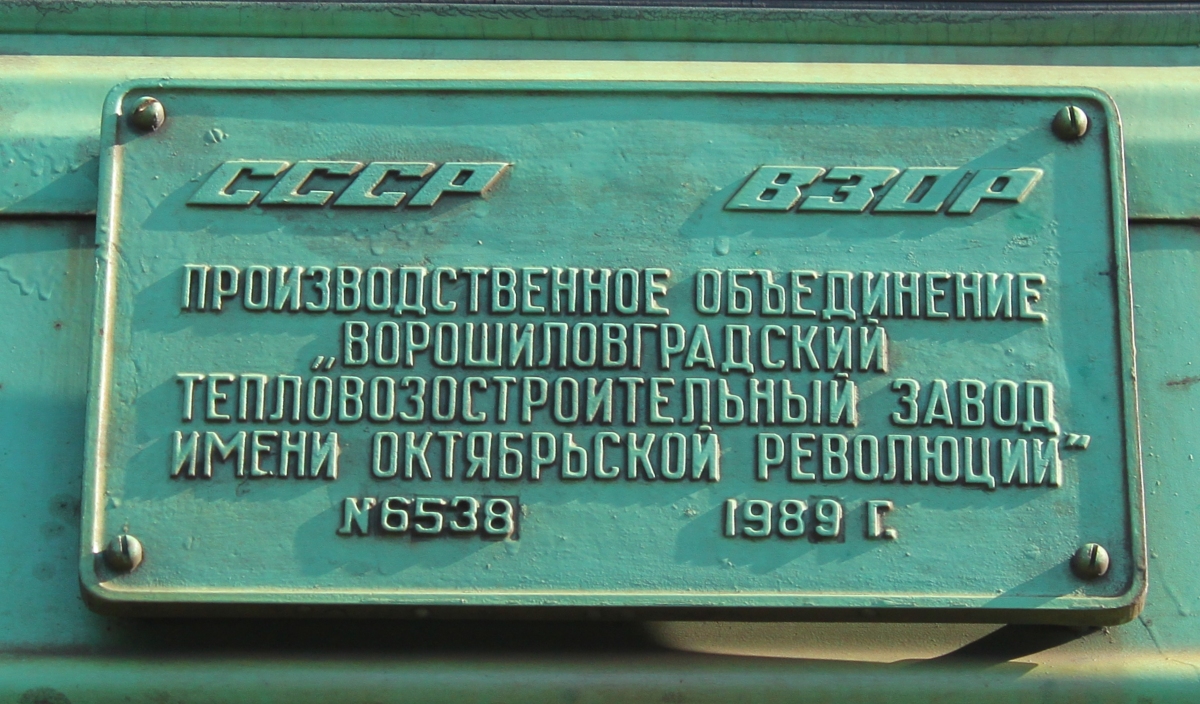 СССР ВЗОР
ПРОИЗВОДСТВЕННОЕ ОБЪЕДИНЕНИЕ
„ВОРОШИЛОВГРАДСКИЙ
ТЕПЛОВОЗОСТРОИТЕЛЬНЫЙ ЗАВОД
ИМЕНИ ОКТЯБРЬСКОЙ РЕВОЛЮЦИИ”
№6538 1989 Г.